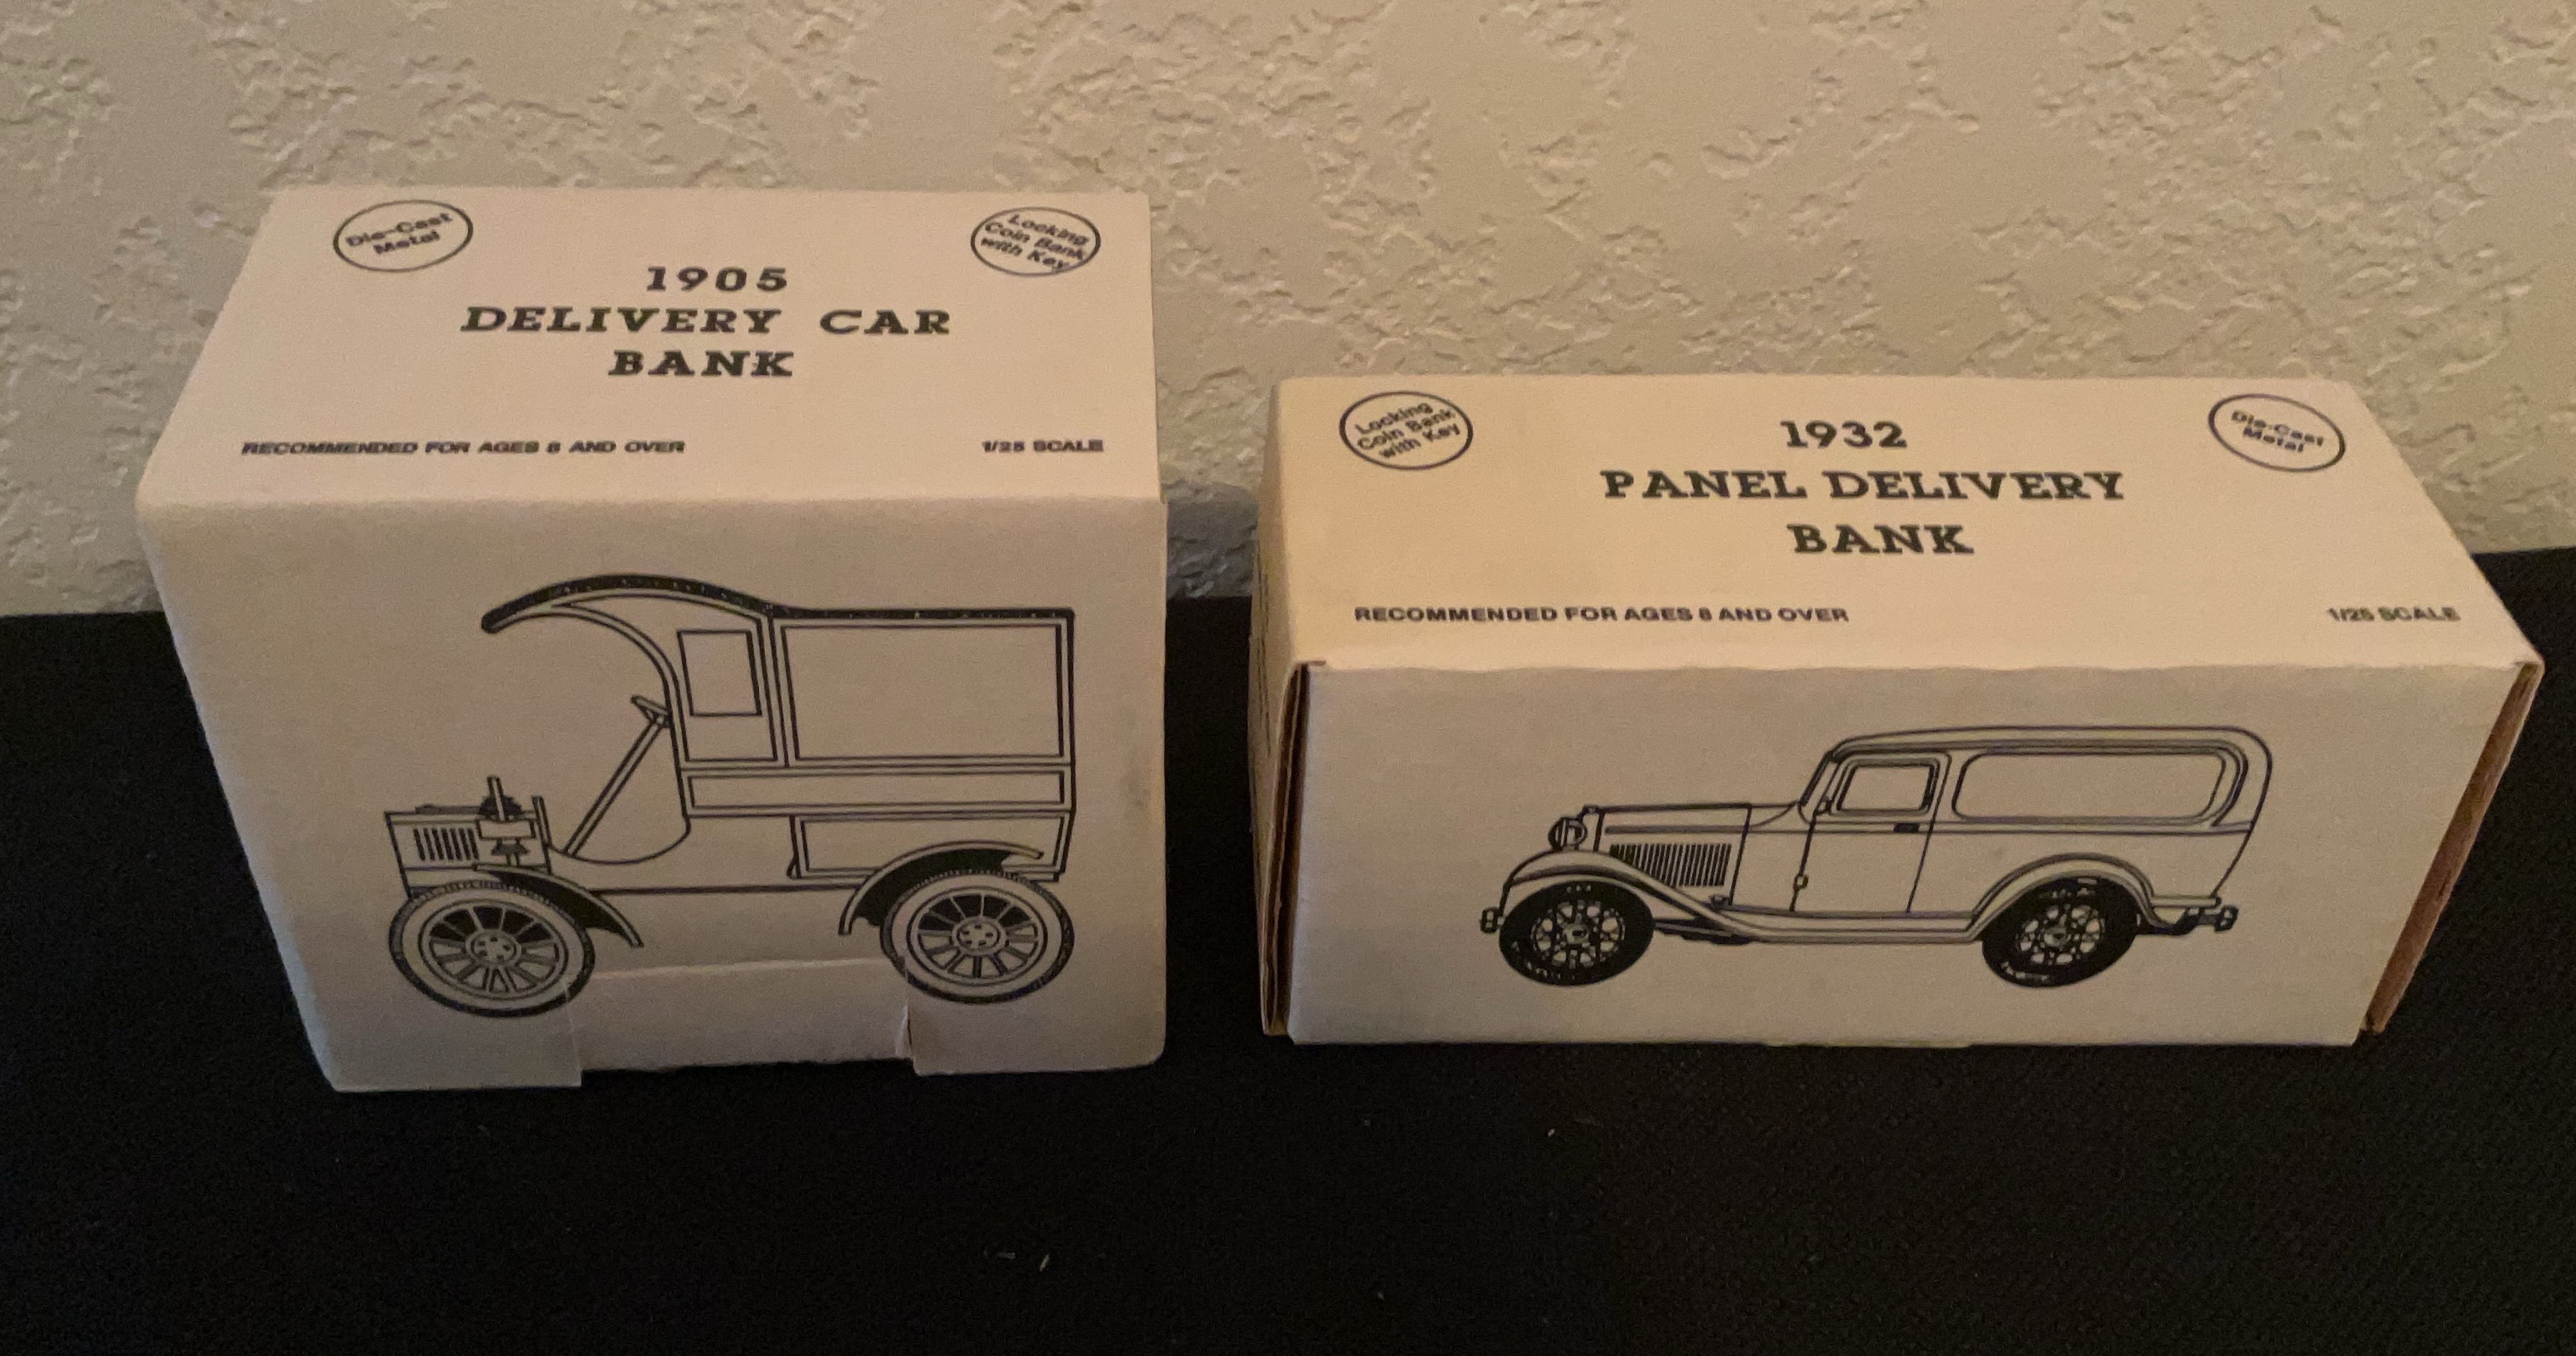 Die-Cast
Metal
Locking
Coin Bank
with Key
1905
DELIVERY CAR
BANK
RECOMMENDED FOR AGES 8 AND OVER
1/25 SCALE
Locking
Coin Bank
with Key
Die-Cast
Metal
1932
PANEL DELIVERY
BANK
RECOMMENDED FOR AGES 8 AND OVER
1/25 SCALE